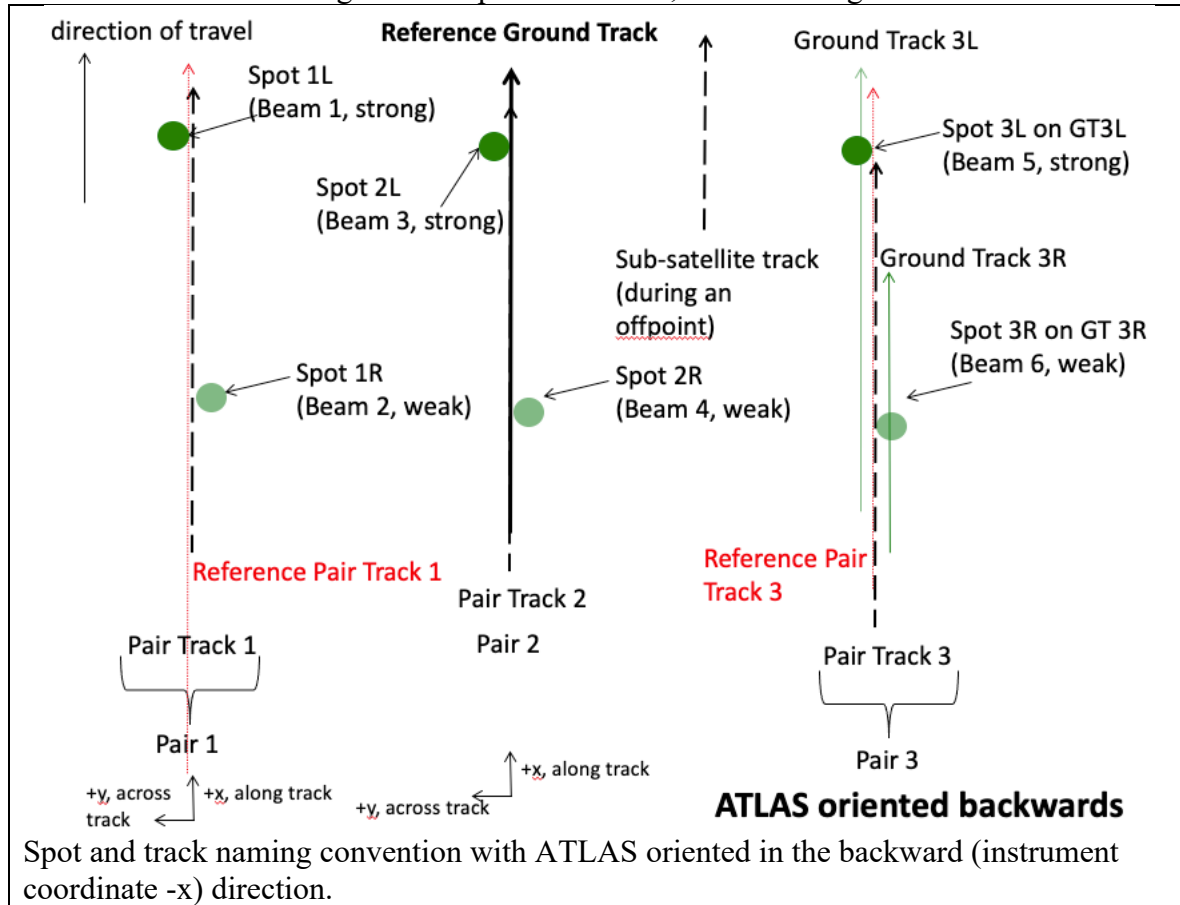 direction of travel
Reference Ground Track
Ground Track 3L
Spot 1L
(Beam 1, strong)
Spot 2L
(Beam 3, strong)
Spot 3L on GT3L
(Beam 5, strong)
Sub-satellite track
(during an
offpoint)
Ground Track 3R
Spot 1R
(Beam 2, weak)
Spot 2R
(Beam 4, weak)
Spot 3R on GT 3R
(Beam 6, weak)
Reference Pair Track 1
Reference Pair
Track 3
Pair Track 1
Pair 1
Pair Track 2
Pair 2
Pair Track 3
Pair 3
+y, across
track
+x, along track
+y, across track
+x, along track
ATLAS oriented backwards
Spot and track naming convention with ATLAS oriented in the backward (instrument
coordinate -x) direction.